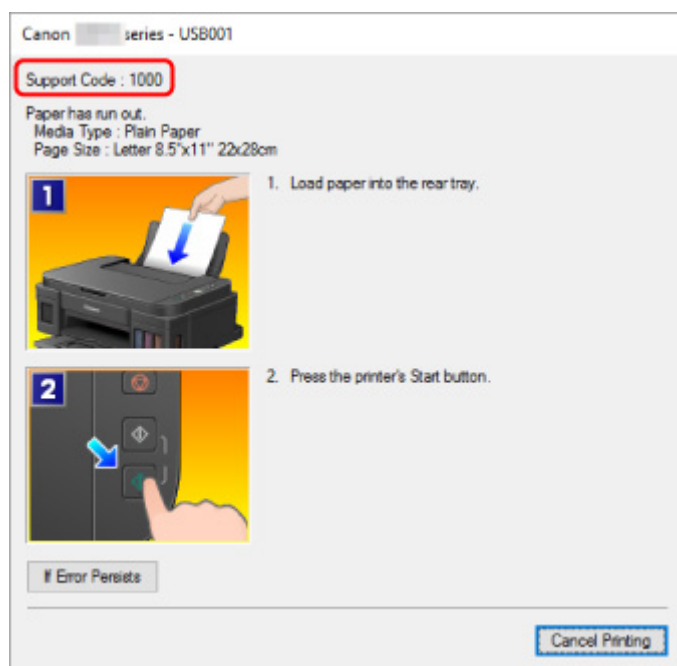 Canon series - USB001
Support Code : 1000
Paper has run out.
Media Type : Plain Paper
Page Size : Letter 8.5"x11" 22x28cm
1
1. Load paper into the rear tray.
2
2. Press the printer's Start button.
If Error Persists
Cancel Printing